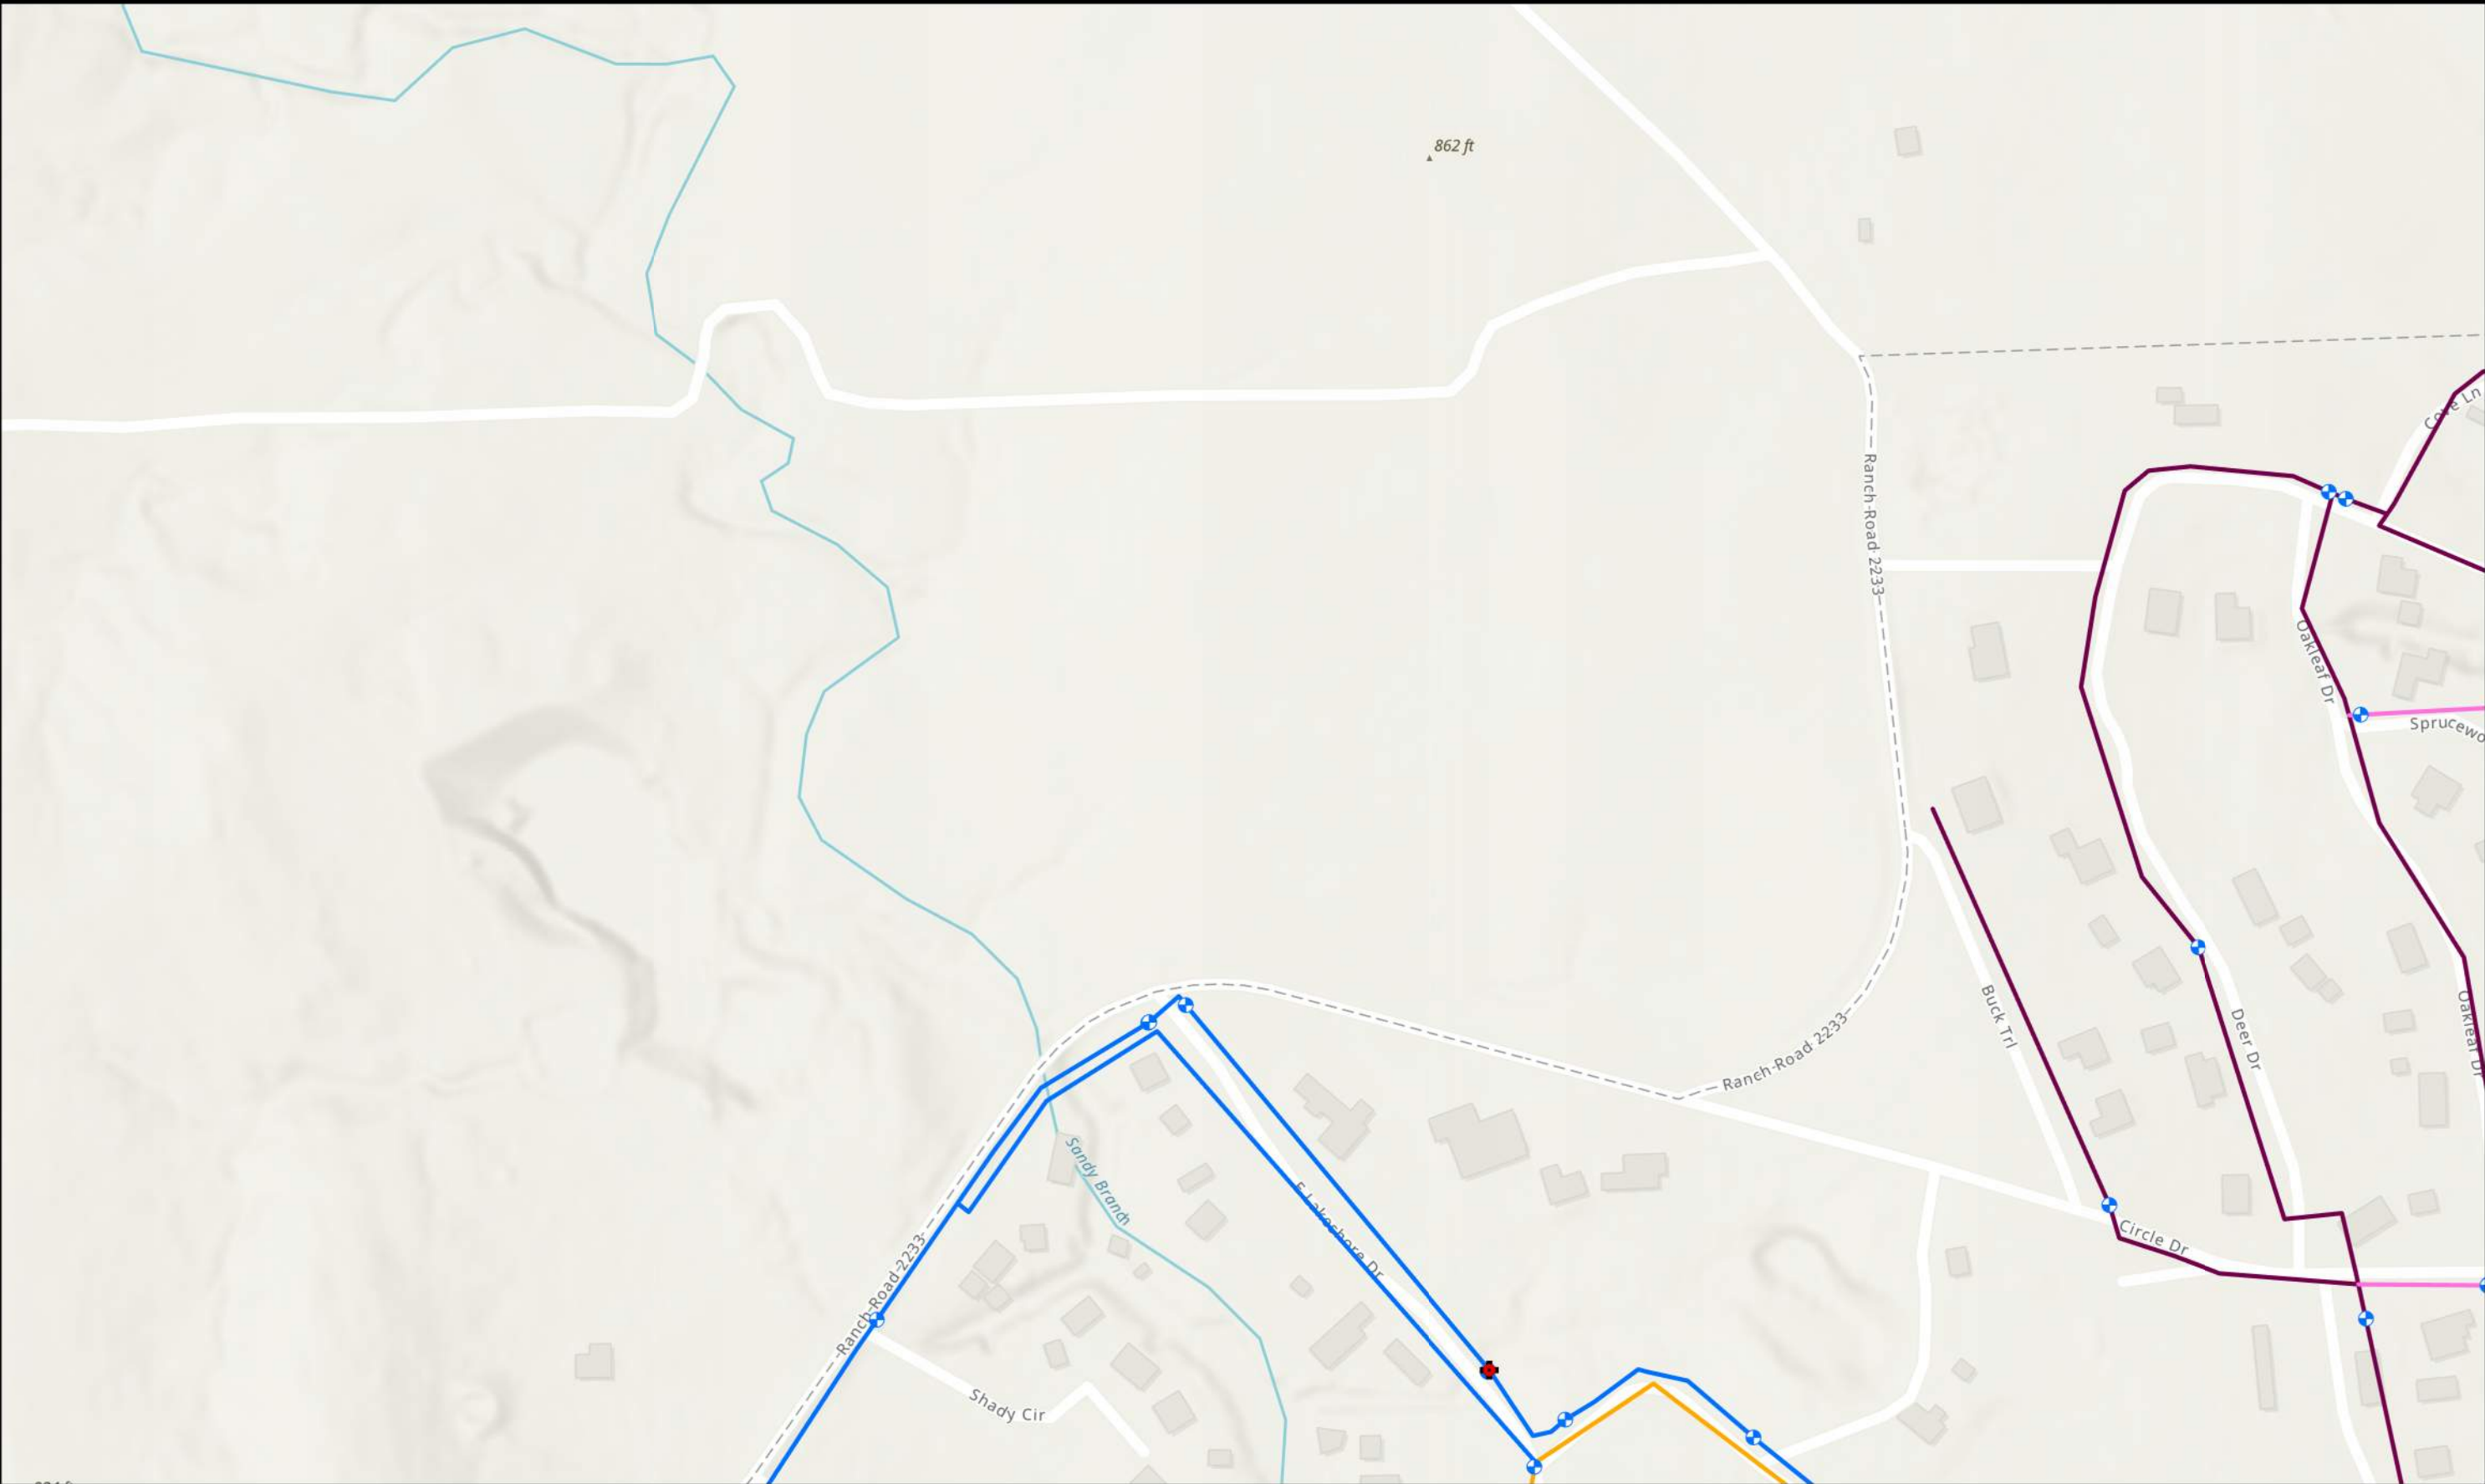 862 ft
Cove Ln
Ranch Road 2233
Oakleaf Dr
Sprucewo
Buck Trl
Deer Dr
Oakleaf Dr
Ranch-Road 2233
Sandy Branch
E Lakeshore Dr
Circle Dr
Ranch-Road-2233
Shady Cir